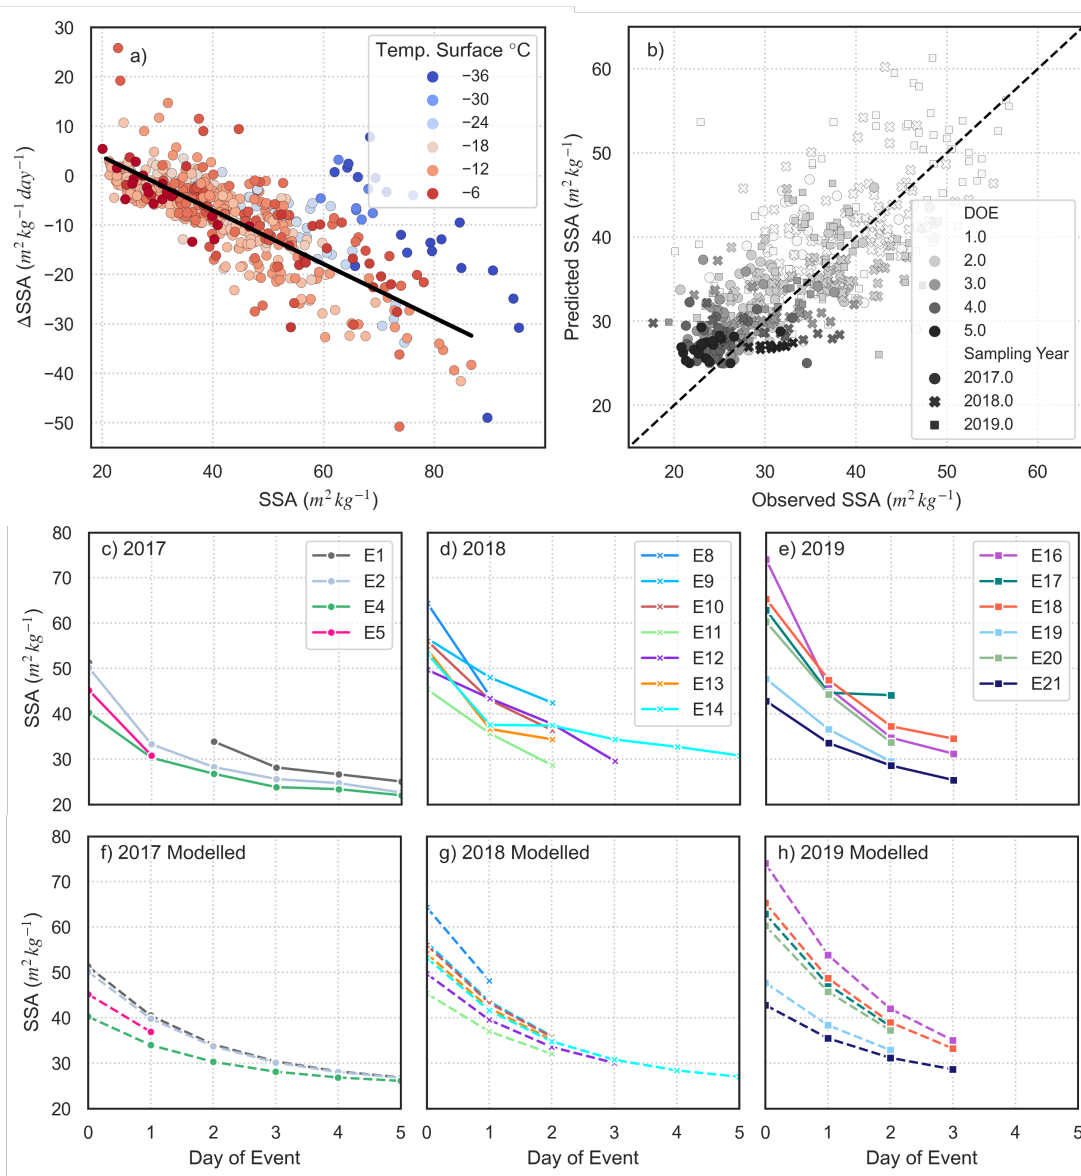 a)
Temp. Surface °C
−36
−30
−24
−18
−12
−6
30
20
10
0
−10
−20
−30
−40
−50
ΔSSA (m² kg⁻¹ day⁻¹)
20
40
60
80
SSA (m² kg⁻¹)
b)
60
50
40
30
20
Predicted SSA (m² kg⁻¹)
DOE
1.0
2.0
3.0
4.0
5.0
Sampling Year
2017.0
2018.0
2019.0
20
30
40
50
60
Observed SSA (m² kg⁻¹)
c) 2017
80
70
60
50
40
30
20
SSA (m² kg⁻¹)
E1
E2
E4
E5
d) 2018
E8
E9
E10
E11
E12
E13
E14
e) 2019
E16
E17
E18
E19
E20
E21
f) 2017 Modelled
80
70
60
50
40
30
20
SSA (m² kg⁻¹)
0
1
2
3
4
5
Day of Event
g) 2018 Modelled
0
1
2
3
4
5
Day of Event
h) 2019 Modelled
0
1
2
3
4
5
Day of Event